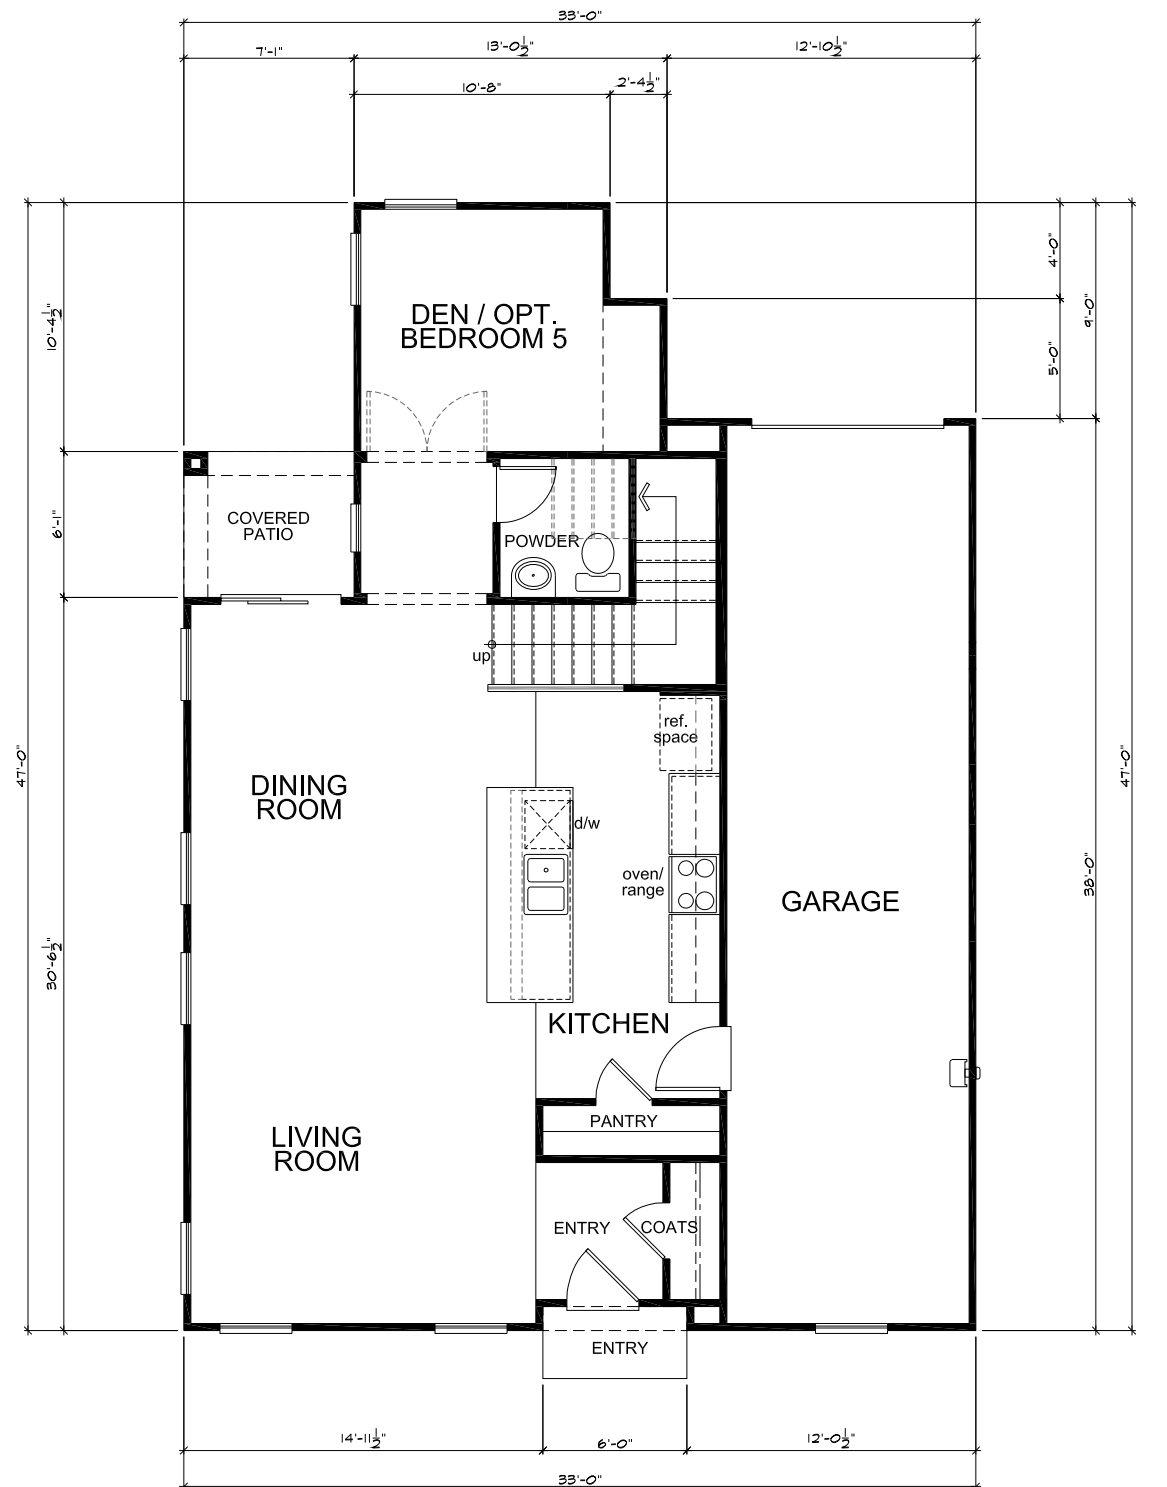 33'-0"
7'-1"
13'-0½"
12'-10½"
10'-8"
2'-4½"
4'-0"
9'-0"
5'-0"
10'-4½"
6'-1"
DEN / OPT.
BEDROOM 5
COVERED
PATIO
POWDER
up
ref.
space
47'-0"
47'-0"
DINING
ROOM
d/w
oven/
range
GARAGE
38'-0"
30'-6½"
KITCHEN
PANTRY
LIVING
ROOM
ENTRY
COATS
ENTRY
14'-11½"
6'-0"
12'-0½"
33'-0"